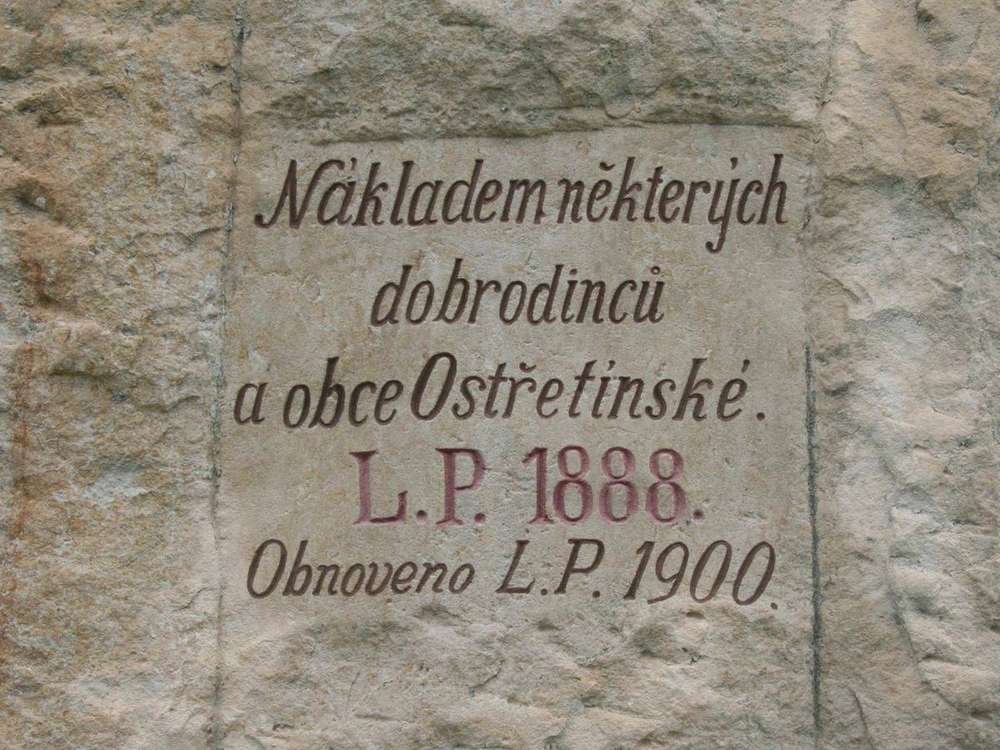 Nákladem některých
dobrodinců
a obce Ostřetínské.
L.P. 1888.
Obnoveno L.P. 1900.